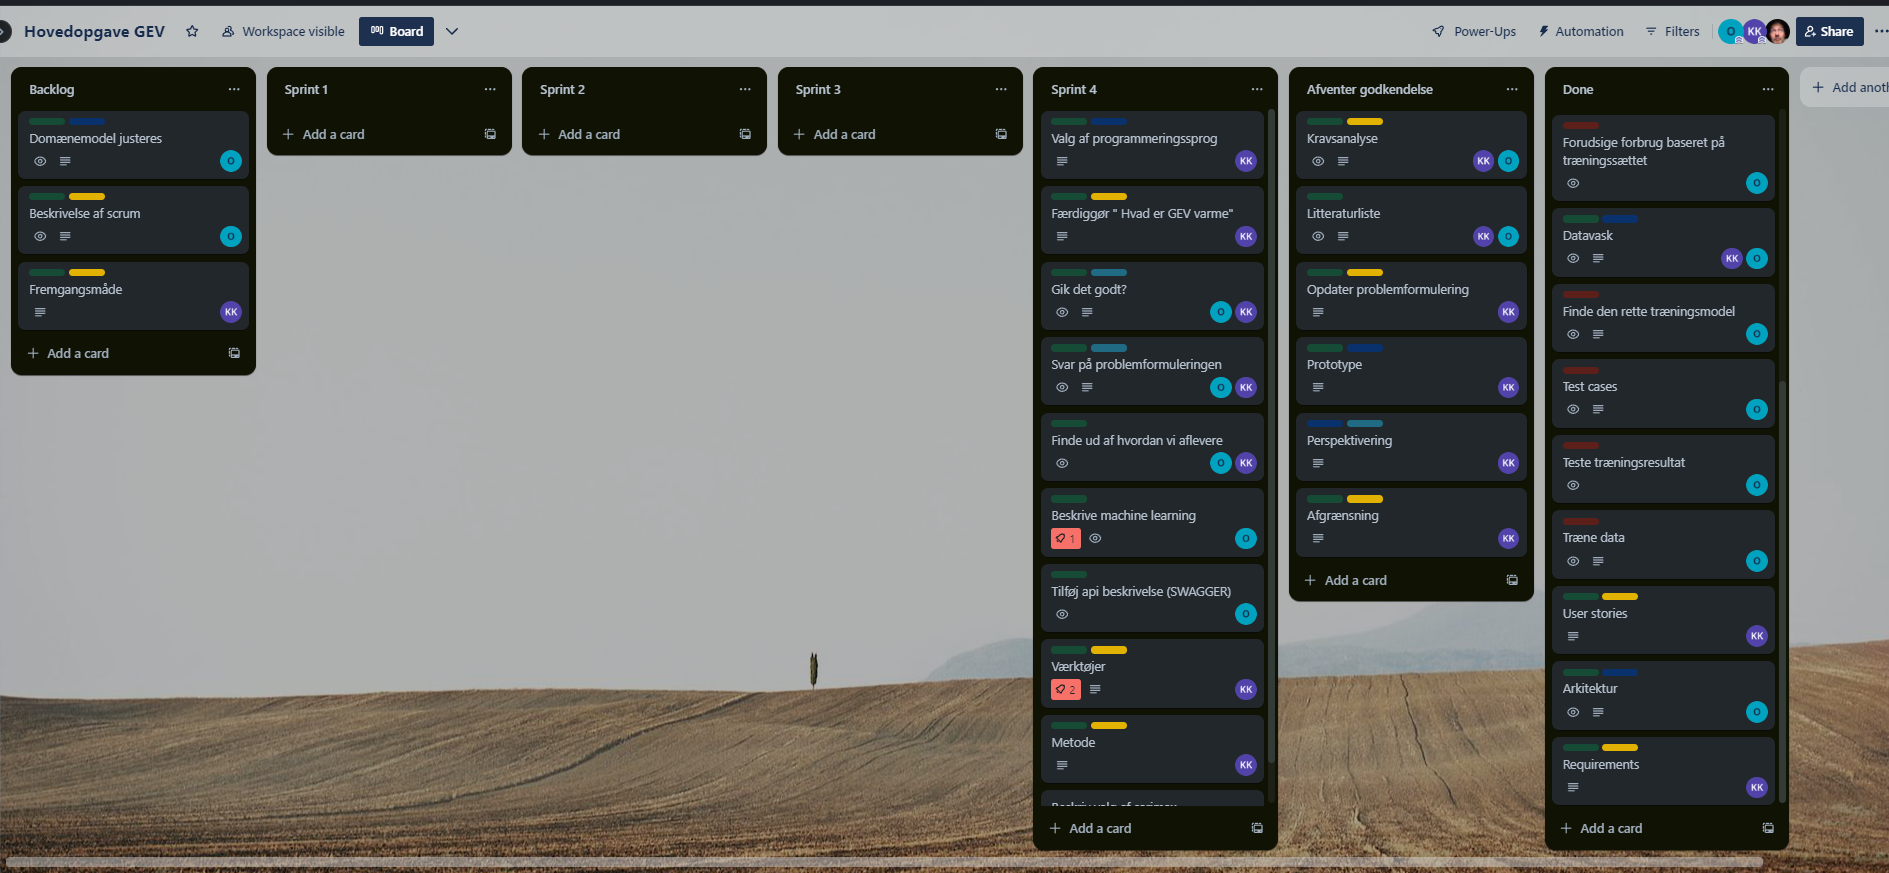 Hovedopgave GEV
Workspace visible
Board
Power-Ups
Automation
Filters
O
KK
Share
Backlog
Domænemodel justeres
O
Beskrivelse af scrum
O
Fremgangsmåde
KK
Add a card
Sprint 1
Add a card
Sprint 2
Add a card
Sprint 3
Add a card
Sprint 4
Valg af programmeringssprog
KK
Færdiggør " Hvad er GEV varme"
KK
Gik det godt?
O KK
Svar på problemformuleringen
O KK
Finde ud af hvordan vi aflevere
O KK
Beskrive machine learning
1
O
Tilføj api beskrivelse (SWAGGER)
O
Værktøjer
2
KK
Metode
KK
Add a card
Afventer godkendelse
Kravsanalyse
KK O
Litteraturliste
KK O
Opdater problemformulering
KK
Prototype
KK
Perspektivering
KK
Afgrænsning
KK
Add a card
Done
Forudsige forbrug baseret på
træningssættet
O
Datavask
KK O
Finde den rette træningsmodel
O
Test cases
O
Teste træningsresultat
O
Træne data
O
User stories
KK
Arkitektur
O
Requirements
KK
Add a card
Add anoth